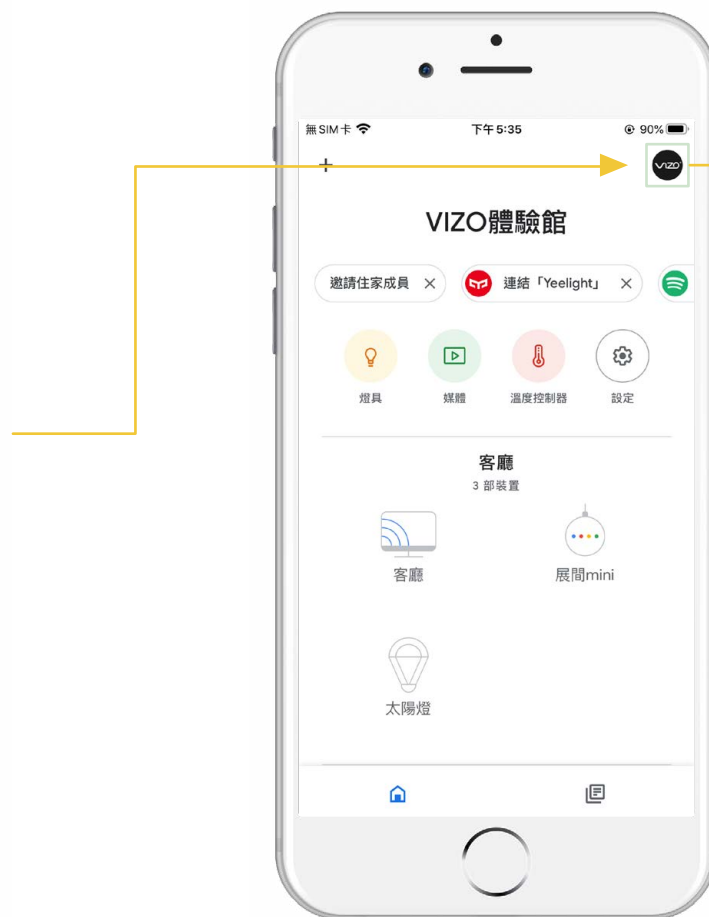 無SIM卡 下午5:35 90%
+
VIZO
VIZO體驗館
邀請住家成員 × 連結「Yeelight」 ×
燈具 媒體 溫度控制器 設定
客廳
3 部裝置
客廳 展間mini
太陽燈